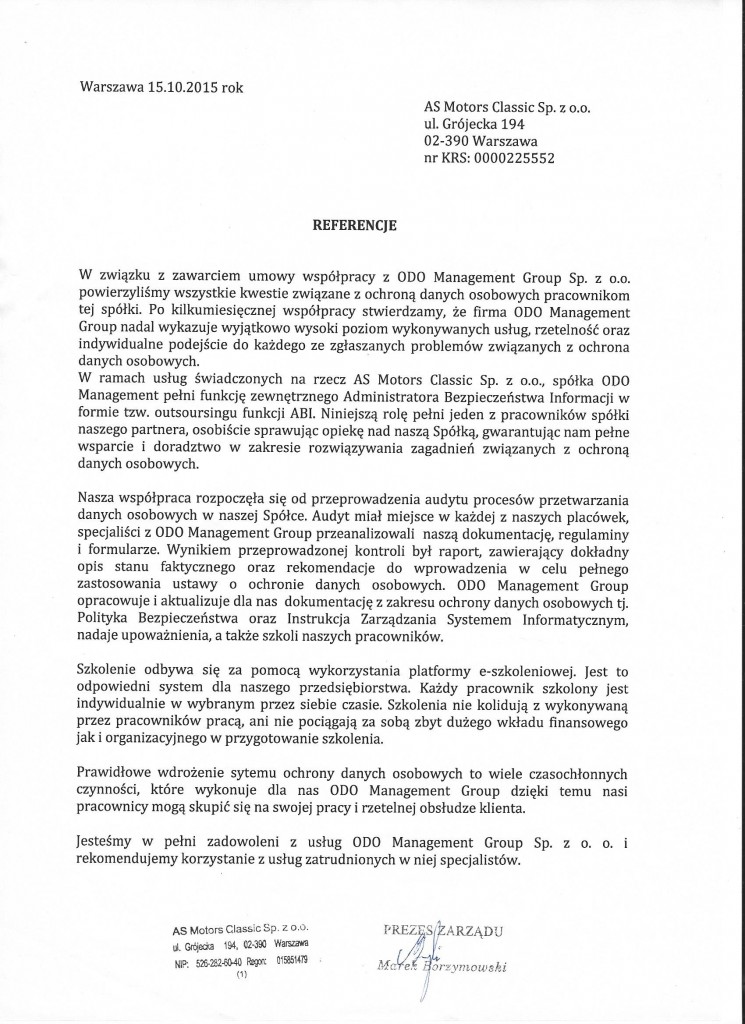 Warszawa 15.10.2015 rok
AS Motors Classic Sp. z o.o.
ul. Grójecka 194
02-390 Warszawa
nr KRS: 0000225552
REFERENCJE
W związku z zawarciem umowy współpracy z ODO Management Group Sp. z o.o.
powierzyliśmy wszystkie kwestie związane z ochroną danych osobowych pracownikom
tej spółki. Po kilkumiesięcznej współpracy stwierdzamy, że firma ODO Management
Group nadal wykazuje wyjątkowo wysoki poziom wykonywanych usług, rzetelność oraz
indywidualne podejście do każdego ze zgłaszanych problemów związanych z ochrona
danych osobowych.
W ramach usług świadczonych na rzecz AS Motors Classic Sp. z o.o., spółka ODO
Management pełni funkcję zewnętrznego Administratora Bezpieczeństwa Informacji w
formie tzw. outsoursingu funkcji ABI. Niniejszą rolę pełni jeden z pracowników spółki
naszego partnera, osobiście sprawując opiekę nad naszą Spółką, gwarantując nam pełne
wsparcie i doradztwo w zakresie rozwiązywania zagadnień związanych z ochroną
danych osobowych.
Nasza współpraca rozpoczęła się od przeprowadzenia audytu procesów przetwarzania
danych osobowych w naszej Spółce. Audyt miał miejsce w każdej z naszych placówek,
specjaliści z ODO Management Group przeanalizowali naszą dokumentację, regulaminy
i formularze. Wynikiem przeprowadzonej kontroli był raport, zawierający dokładny
opis stanu faktycznego oraz rekomendacje do wprowadzenia w celu pełnego
zastosowania ustawy o ochronie danych osobowych. ODO Management Group
opracowuje i aktualizuje dla nas dokumentację z zakresu ochrony danych osobowych tj.
Polityka Bezpieczeństwa oraz Instrukcja Zarządzania Systemem Informatycznym,
nadaje upoważnienia, a także szkoli naszych pracowników.
Szkolenie odbywa się za pomocą wykorzystania platformy e-szkoleniowej. Jest to
odpowiedni system dla naszego przedsiębiorstwa. Każdy pracownik szkolony jest
indywidualnie w wybranym przez siebie czasie. Szkolenia nie kolidują z wykonywaną
przez pracowników pracą, ani nie pociągają za sobą zbyt dużego wkładu finansowego
jak i organizacyjnego w przygotowanie szkolenia.
Prawidłowe wdrożenie sytemu ochrony danych osobowych to wiele czasochłonnych
czynności, które wykonuje dla nas ODO Management Group dzięki temu nasi
pracownicy mogą skupić się na swojej pracy i rzetelnej obsłudze klienta.
Jesteśmy w pełni zadowoleni z usług ODO Management Group Sp. z o. o. i
rekomendujemy korzystanie z usług zatrudnionych w niej specjalistów.
AS Motors Classic Sp. z o.o.
ul. Grójecka 194, 02-390 Warszawa
NIP: 526-282-60-40 Regon: 015851479
(1)
PREZES ZARZĄDU
Marek Borzymowski